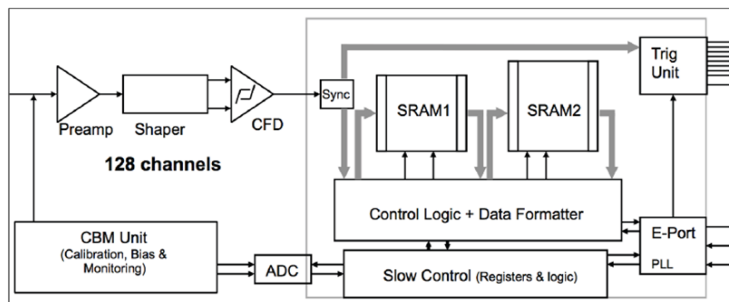 Trig
Unit
Sync
SRAM1
SRAM2
Preamp
Shaper
CFD
128 channels
Control Logic + Data Formatter
CBM Unit
(Calibration, Bias &
Monitoring)
ADC
E-Port
PLL
Slow Control (Registers & logic)